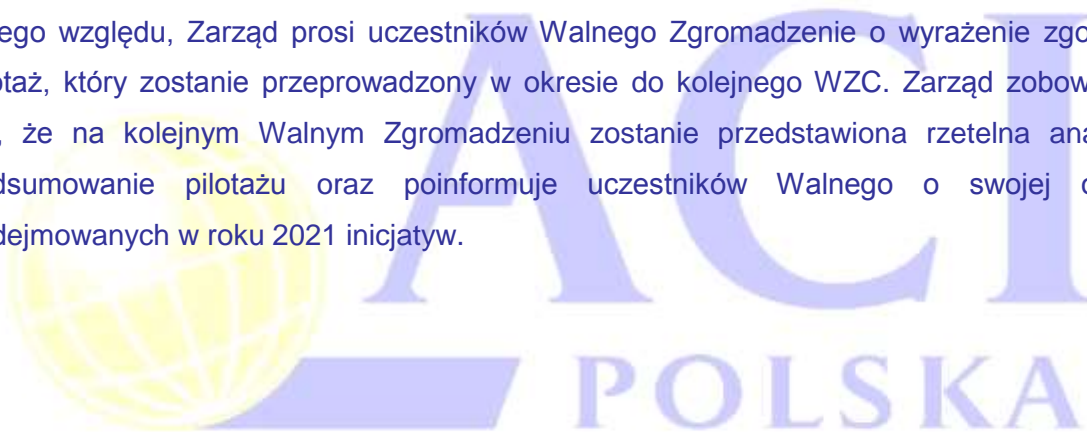 ego względu, Zarząd prosi uczestników Walnego Zgromadzenie o wyrażenie zgo
otaż, który zostanie przeprowadzony w okresie do kolejnego WZC. Zarząd zobow
, że na kolejnym Walnym Zgromadzeniu zostanie przedstawiona rzetelna ana
dsumowanie pilotażu oraz poinformuje uczestników Walnego o swojej o
dejmowanych w roku 2021 inicjatyw.
ACI
POLSKA